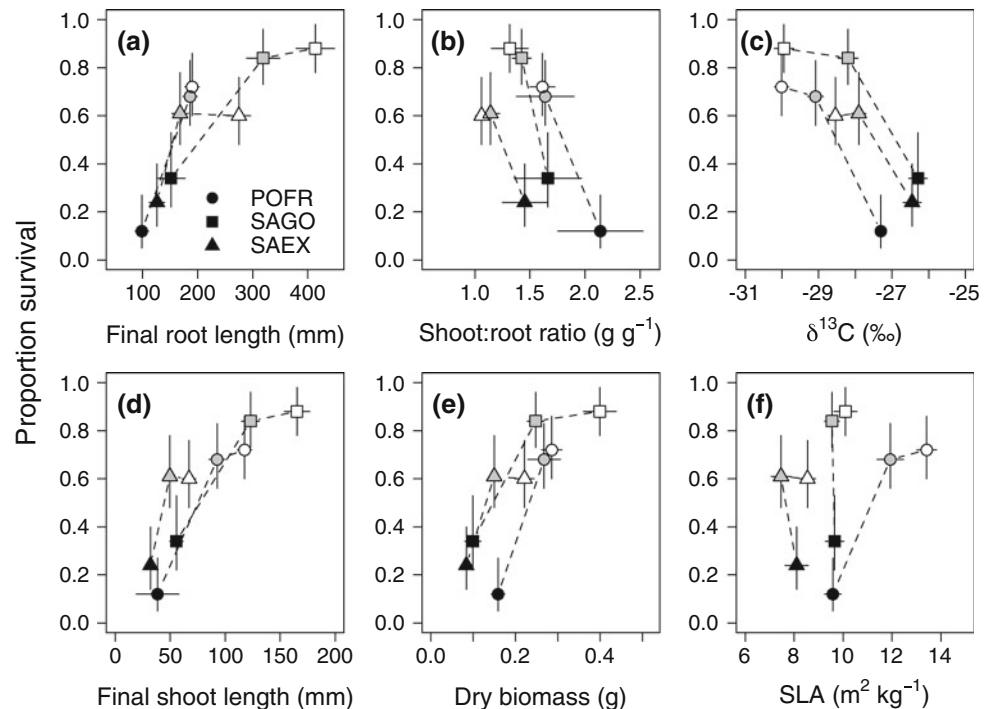 Proportion survival
(a)
1.0
0.8
0.6
0.4
0.2
0.0
POFR
SAGO
SAEX
100 200 300 400
Final root length (mm)
(b)
1.0
0.8
0.6
0.4
0.2
0.0
1.0 1.5 2.0 2.5
Shoot:root ratio (g g⁻¹)
(c)
1.0
0.8
0.6
0.4
0.2
0.0
-31 -29 -27 -25
δ¹³C (‰)
(d)
1.0
0.8
0.6
0.4
0.2
0.0
0 50 100 150 200
Final shoot length (mm)
(e)
1.0
0.8
0.6
0.4
0.2
0.0
0.0 0.2 0.4
Dry biomass (g)
(f)
1.0
0.8
0.6
0.4
0.2
0.0
6 8 10 12 14
SLA (m² kg⁻¹)